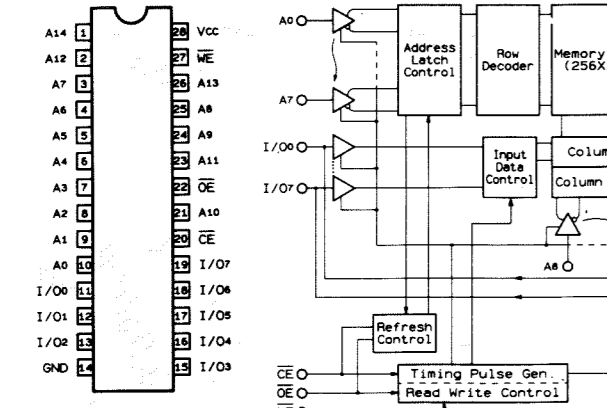 A14 1 28 VCC
A12 2 27 WE
A7 3 26 A13
A6 4 25 A8
A5 5 24 A9
A4 6 23 A11
A3 7 22 OE
A2 8 21 A10
A1 9 20 CE
A0 10 19 I/O7
I/O0 11 18 I/O6
I/O1 12 17 I/O5
I/O2 13 16 I/O4
GND 14 15 I/O3
A0
A7
I/O0
I/O7
Address
Latch
Control
Row
Decoder
Memory
(256X
Input
Data
Control
Colum
Column
A8
Refresh
Control
CE
OE
Timing Pulse Gen.
Read Write Control